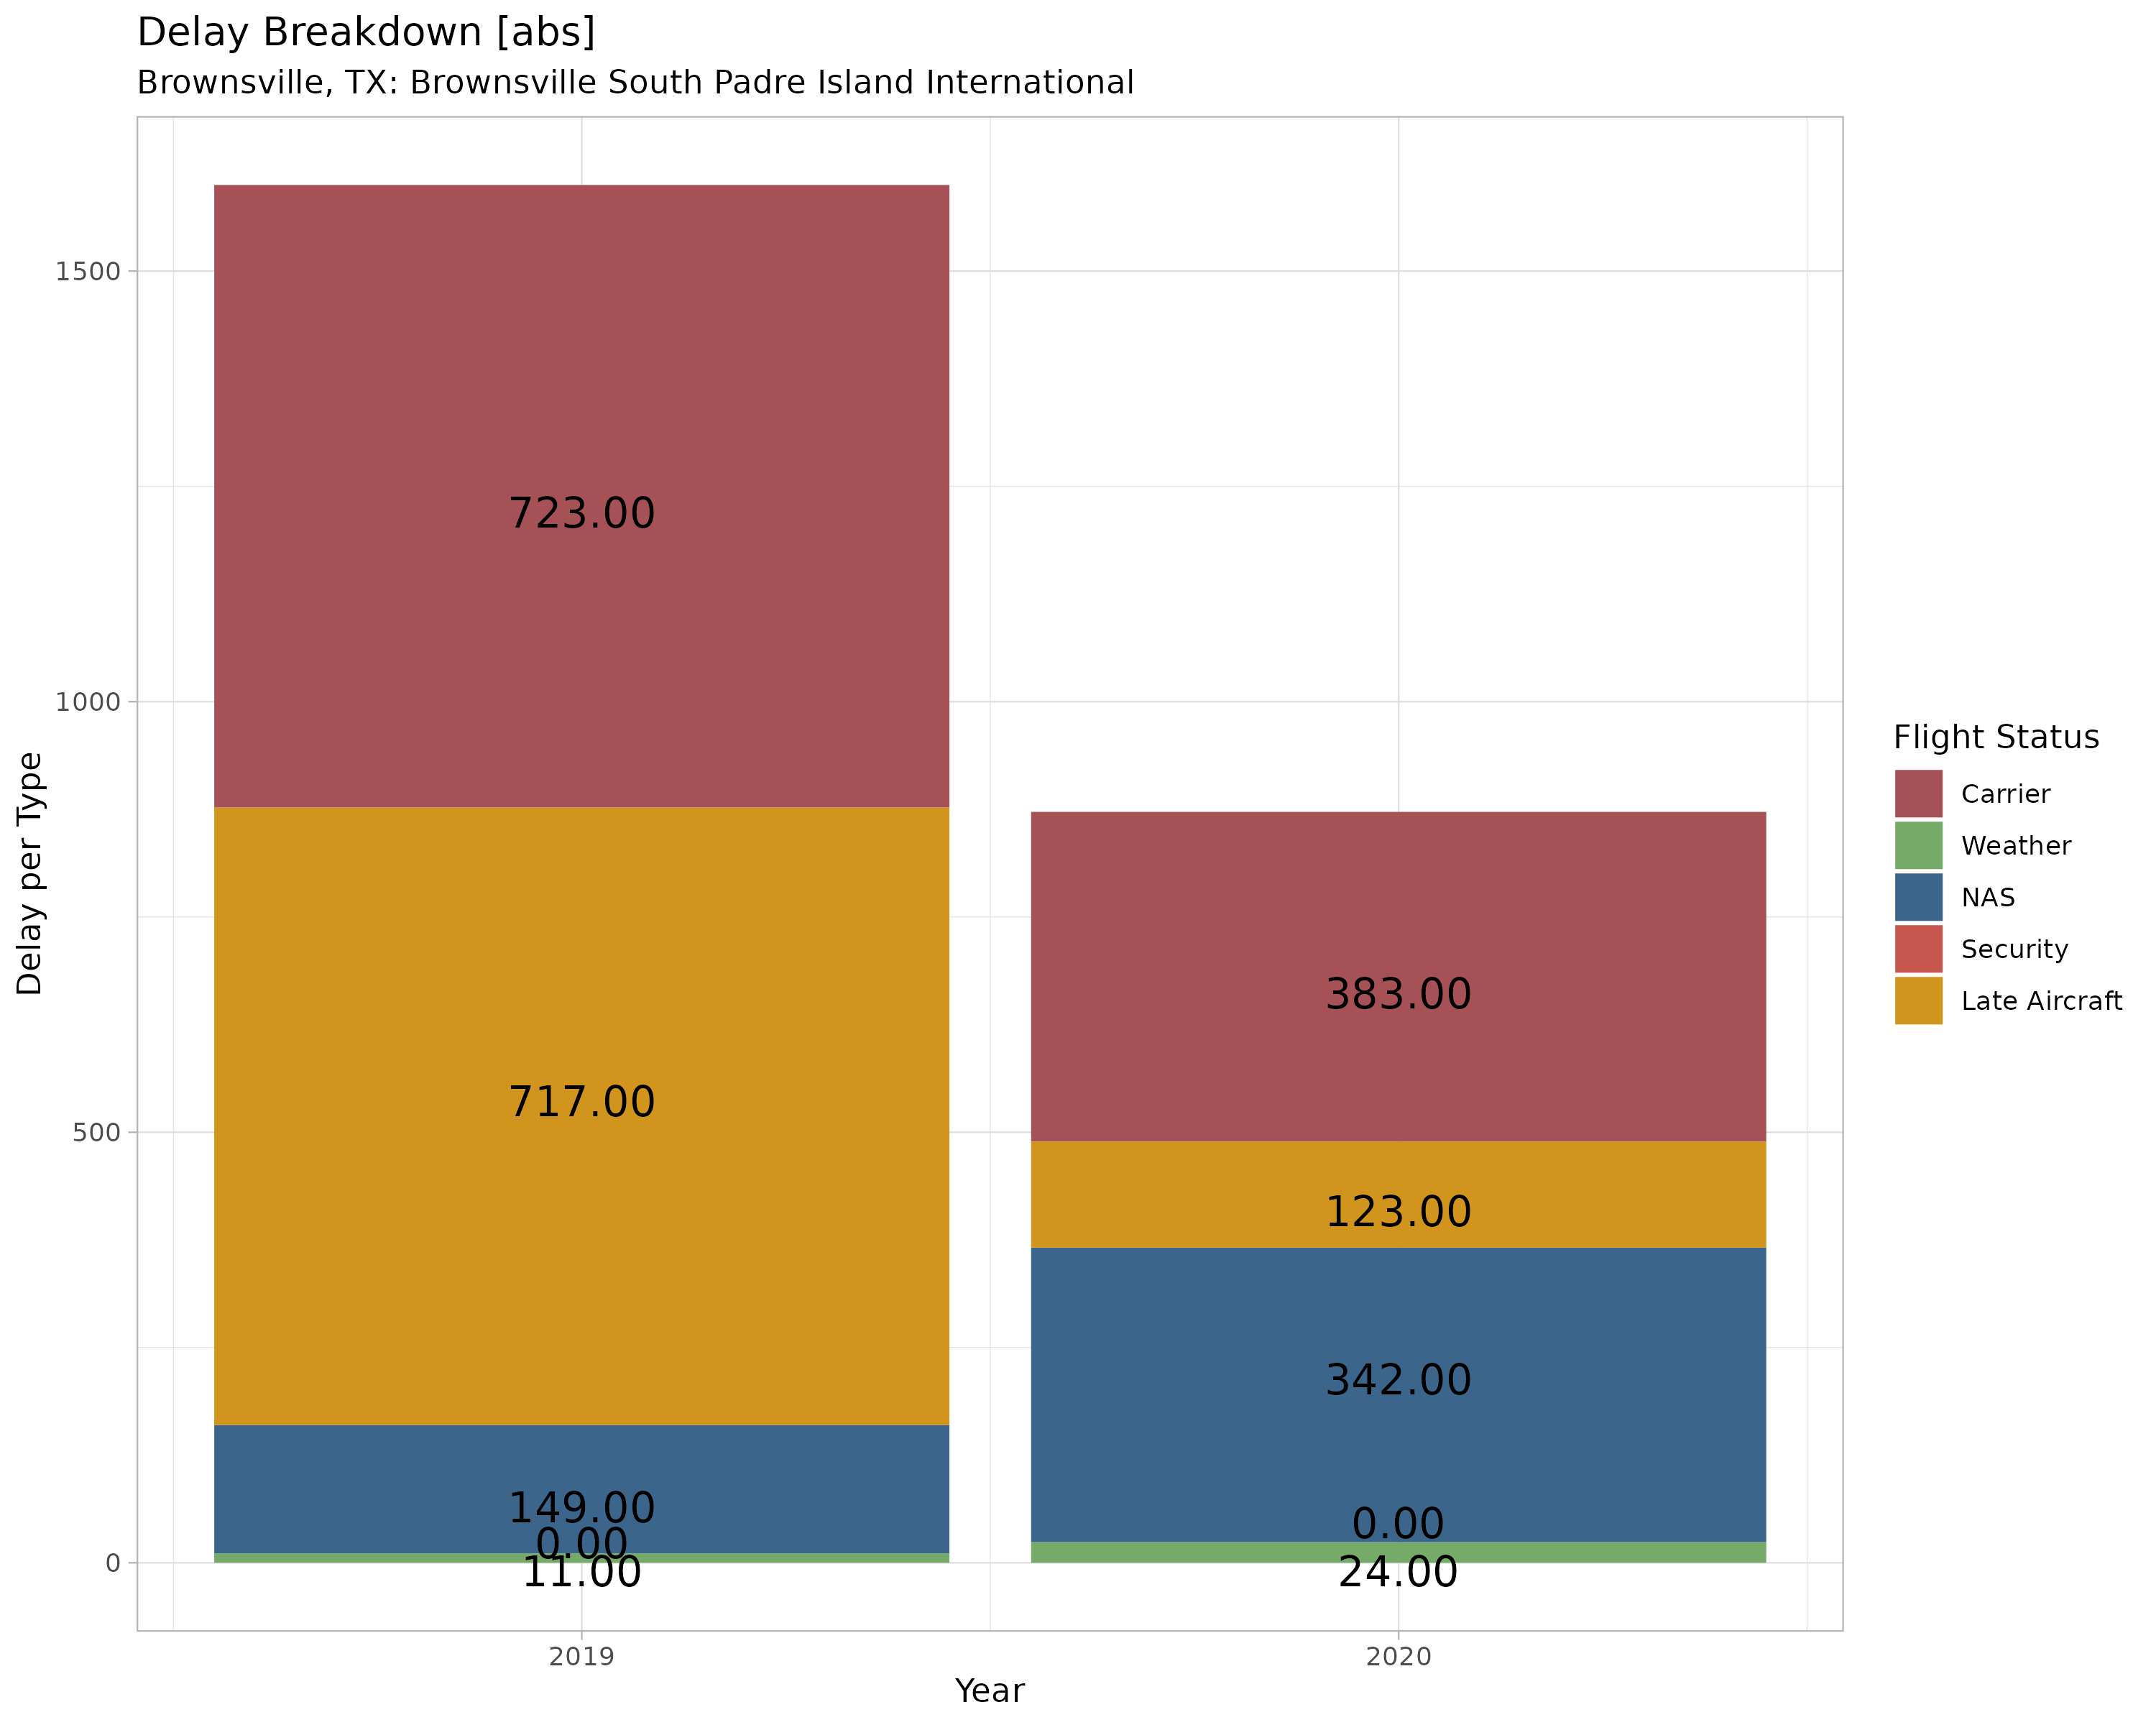 Delay Breakdown [abs]
Brownsville, TX: Brownsville South Padre Island International
Delay per Type
1500
1000
500
0
723.00
717.00
149.00
0.00
11.00
383.00
123.00
342.00
0.00
24.00
2019
2020
Year
Flight Status
Carrier
Weather
NAS
Security
Late Aircraft